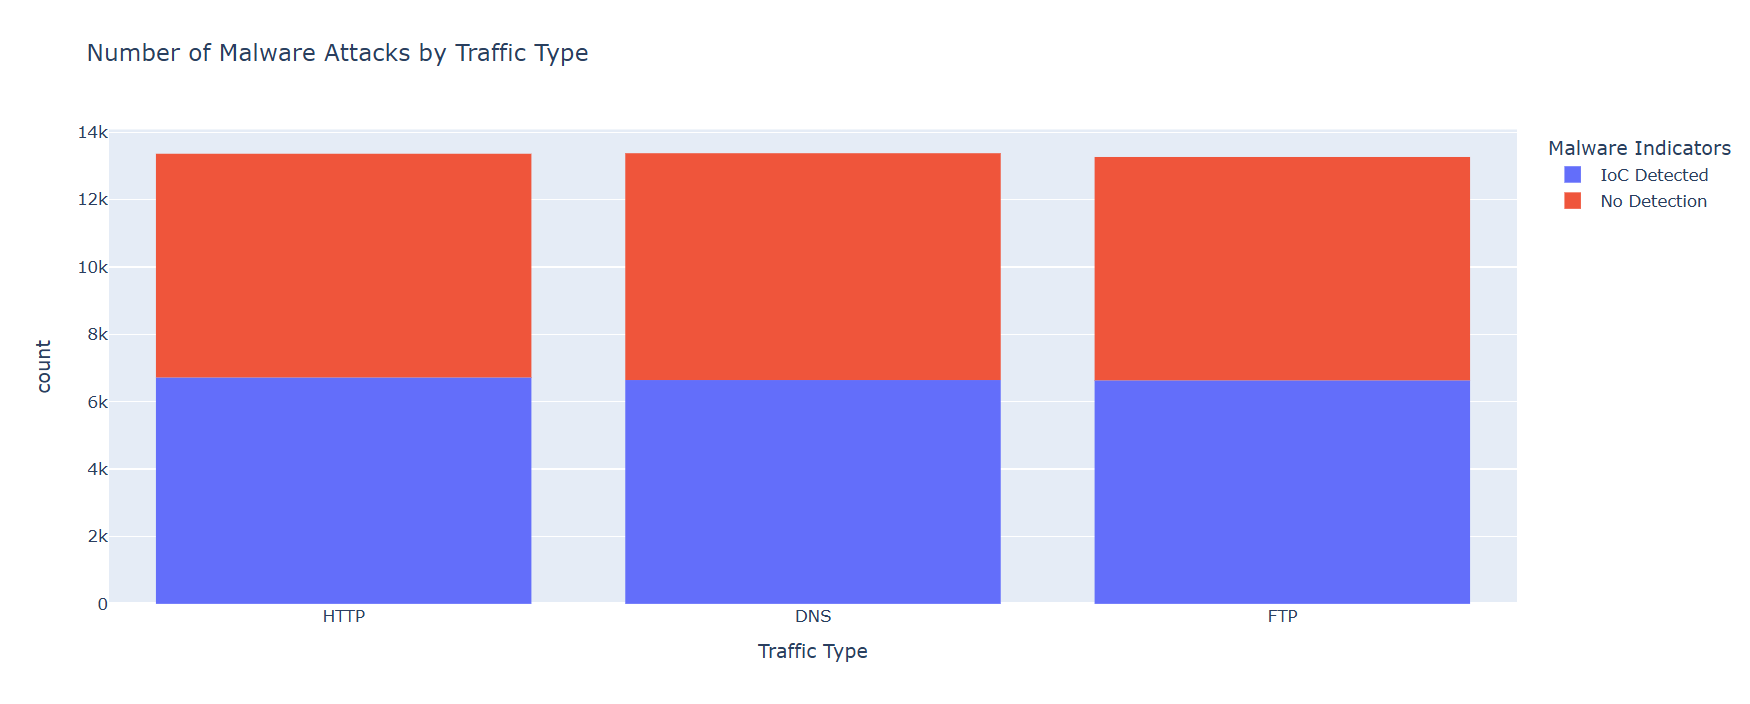 Number of Malware Attacks by Traffic Type
14k
12k
10k
8k
6k
4k
2k
0
count
HTTP
DNS
FTP
Traffic Type
Malware Indicators
IoC Detected
No Detection